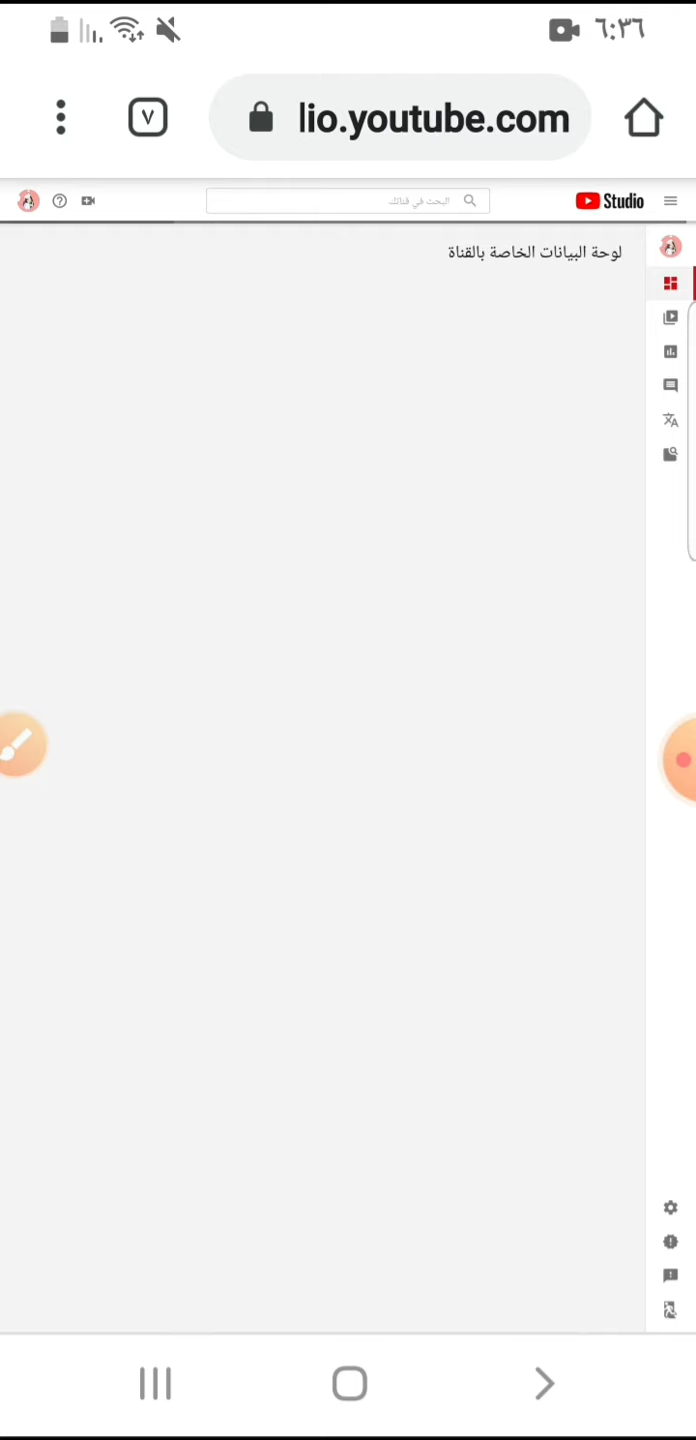 ٦:٣٦
٧
lio.youtube.com
Studio
البحث في قناتك
لوحة البيانات الخاصة بالقناة